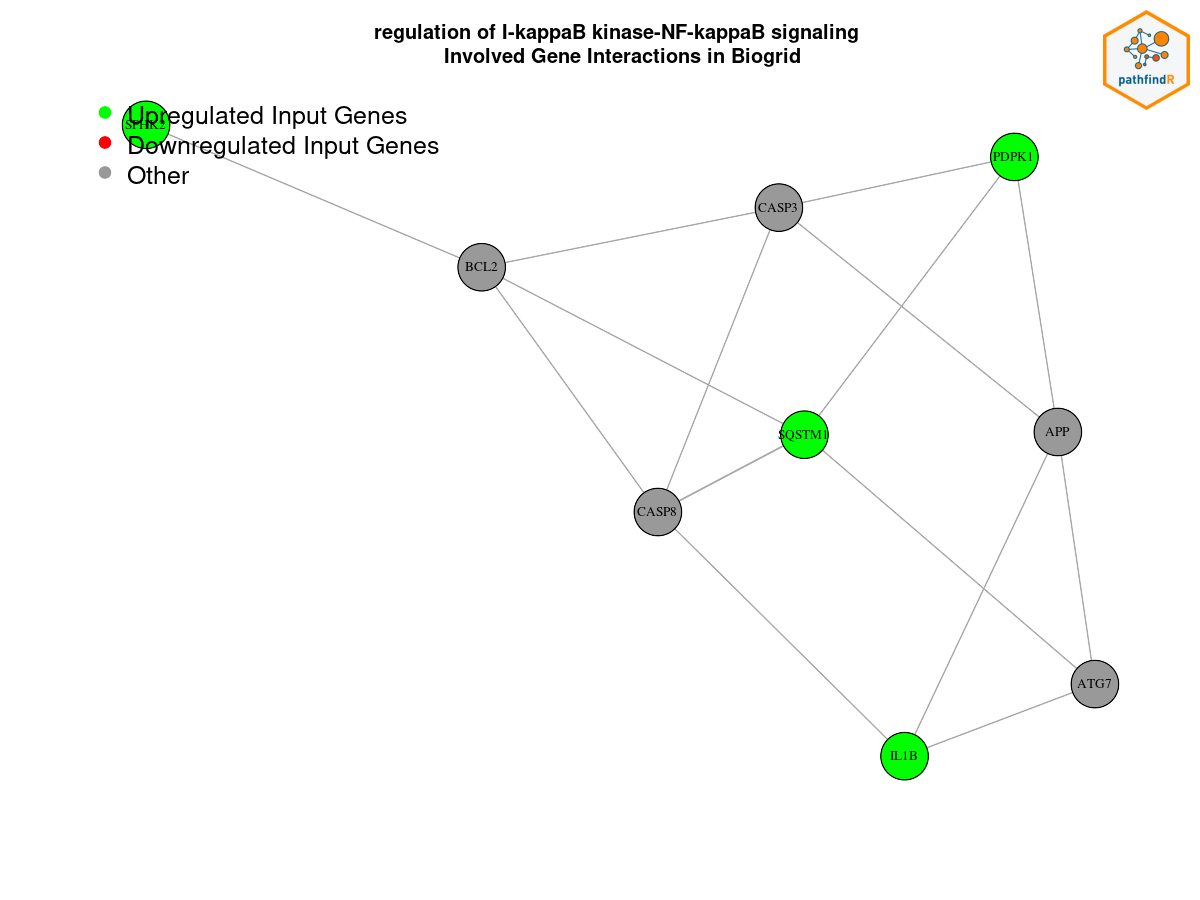 regulation of I-kappaB kinase-NF-kappaB signaling
Involved Gene Interactions in Biogrid
pathfindR
Upregulated Input Genes
SPHK2
Downregulated Input Genes
Other
PDPK1
CASP3
BCL2
SQSTM1
APP
CASP8
ATG7
IL1B